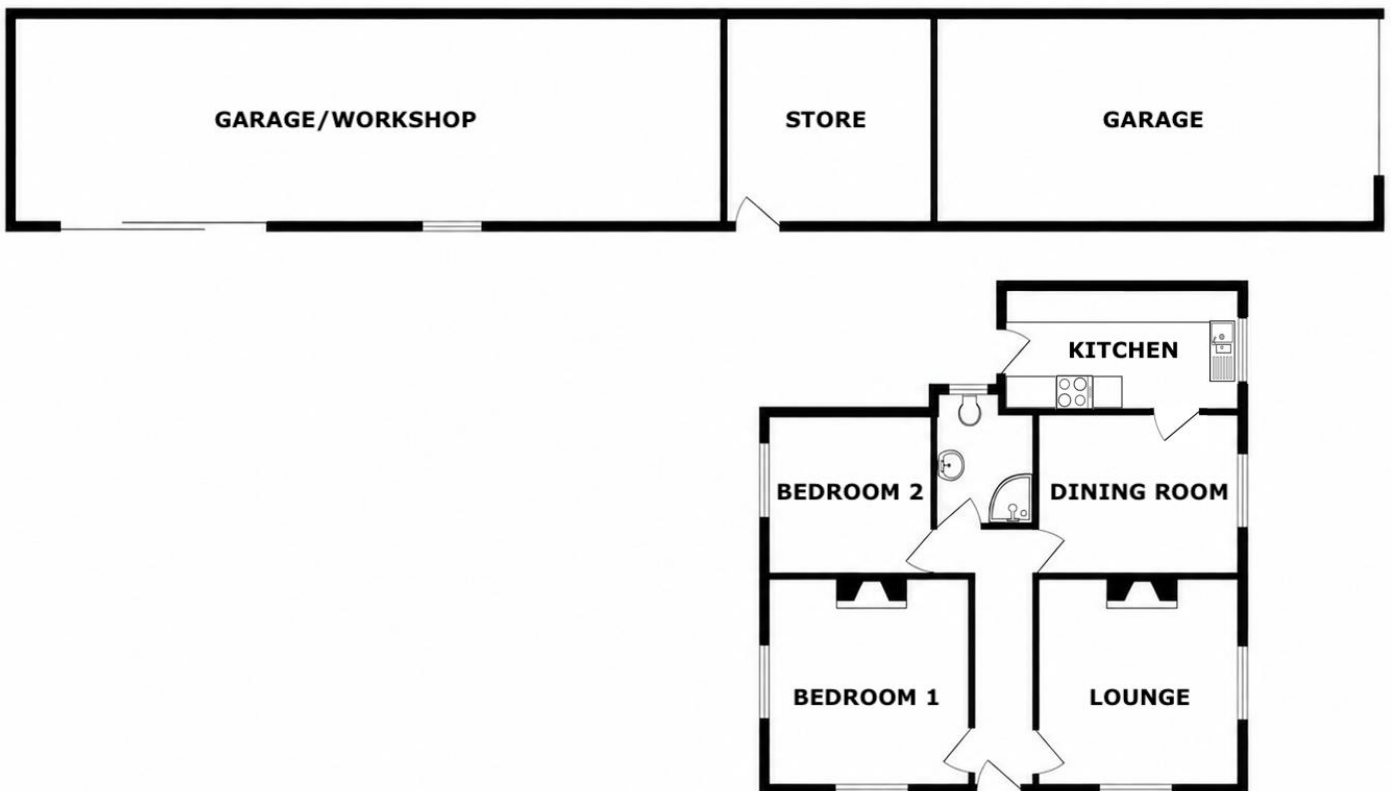 GARAGE/WORKSHOP
STORE
GARAGE
KITCHEN
BEDROOM 2
DINING ROOM
BEDROOM 1
LOUNGE